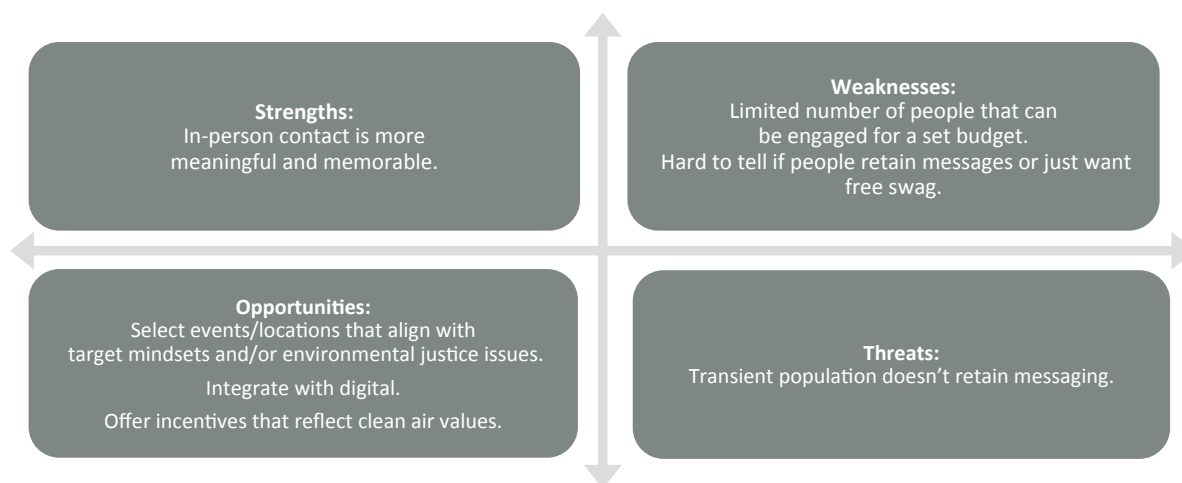 Strengths:
In-person contact is more
meaningful and memorable.
Weaknesses:
Limited number of people that can
be engaged for a set budget.
Hard to tell if people retain messages or just want
free swag.
Opportunities:
Select events/locations that align with
target mindsets and/or environmental justice issues.
Integrate with digital.
Offer incentives that reflect clean air values.
Threats:
Transient population doesn’t retain messaging.